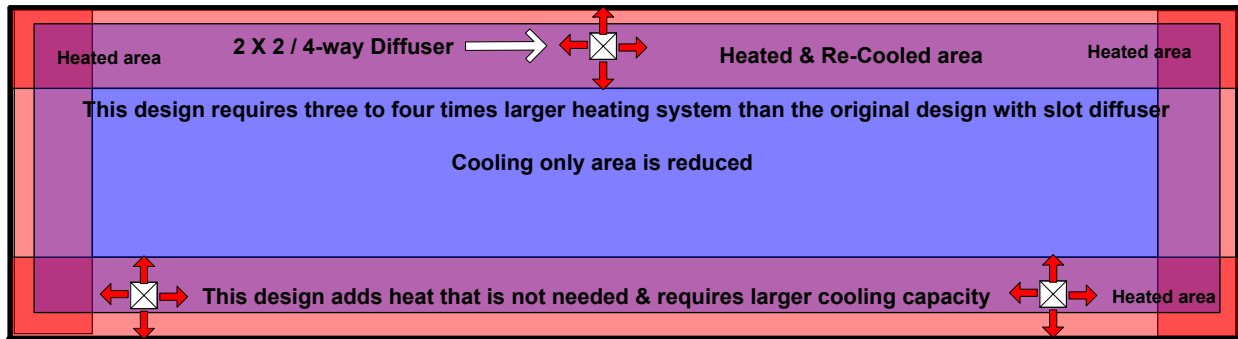 2 X 2 / 4-way Diffuser
Heated area
Heated & Re-Cooled area
Heated area
This design requires three to four times larger heating system than the original design with slot diffuser
Cooling only area is reduced
This design adds heat that is not needed & requires larger cooling capacity
Heated area